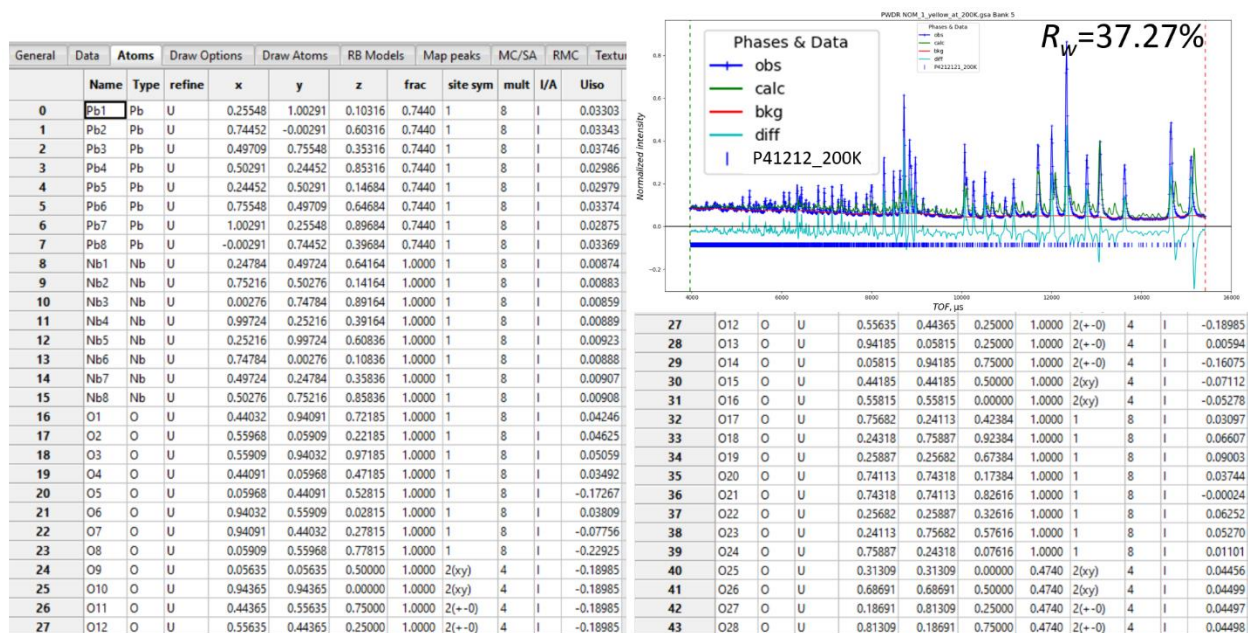 General Data Atoms Draw Options Draw Atoms RB Models Map peaks MC/SA RMC Textur
Name Type refine x y z frac site sym mult I/A Uiso
0 Pb1 Pb U 0.25548 1.00291 0.10316 0.7440 1 8 I 0.03303
1 Pb2 Pb U 0.74452 -0.00291 0.60316 0.7440 1 8 I 0.03343
2 Pb3 Pb U 0.49709 0.75548 0.35316 0.7440 1 8 I 0.03746
3 Pb4 Pb U 0.50291 0.24452 0.85316 0.7440 1 8 I 0.02986
4 Pb5 Pb U 0.24452 0.50291 0.14684 0.7440 1 8 I 0.02979
5 Pb6 Pb U 0.75548 0.49709 0.64684 0.7440 1 8 I 0.03374
6 Pb7 Pb U 1.00291 0.25548 0.89684 0.7440 1 8 I 0.02875
7 Pb8 Pb U -0.00291 0.74452 0.39684 0.7440 1 8 I 0.03369
8 Nb1 Nb U 0.24784 0.49724 0.64164 1.0000 1 8 I 0.00874
9 Nb2 Nb U 0.75216 0.50276 0.14164 1.0000 1 8 I 0.00883
10 Nb3 Nb U 0.00276 0.74784 0.89164 1.0000 1 8 I 0.00859
11 Nb4 Nb U 0.99724 0.25216 0.39164 1.0000 1 8 I 0.00889
12 Nb5 Nb U 0.25216 0.99724 0.60836 1.0000 1 8 I 0.00923
13 Nb6 Nb U 0.74784 0.00276 0.10836 1.0000 1 8 I 0.00888
14 Nb7 Nb U 0.49724 0.24784 0.35836 1.0000 1 8 I 0.00907
15 Nb8 Nb U 0.50276 0.75216 0.85836 1.0000 1 8 I 0.00908
16 O1 O U 0.44032 0.94091 0.72185 1.0000 1 8 I 0.04246
17 O2 O U 0.55968 0.05909 0.22185 1.0000 1 8 I 0.04625
18 O3 O U 0.55909 0.94032 0.97185 1.0000 1 8 I 0.05059
19 O4 O U 0.44091 0.05968 0.47185 1.0000 1 8 I 0.03492
20 O5 O U 0.05968 0.44091 0.52815 1.0000 1 8 I -0.17267
21 O6 O U 0.94032 0.55909 0.02815 1.0000 1 8 I 0.03809
22 O7 O U 0.94091 0.44032 0.27815 1.0000 1 8 I -0.07756
23 O8 O U 0.05909 0.55968 0.77815 1.0000 1 8 I -0.22925
24 O9 O U 0.05635 0.05635 0.50000 1.0000 2(xy) 4 I -0.18985
25 O10 O U 0.94365 0.94365 0.00000 1.0000 2(xy) 4 I -0.18985
26 O11 O U 0.44365 0.55635 0.75000 1.0000 2(+-0) 4 I -0.18985
27 O12 O U 0.55635 0.44365 0.25000 1.0000 2(+-0) 4 I -0.18985
PWDR NOM_1_yellow_at_200K.gsa Bank 5
Rw=37.27%
Phases & Data
obs
calc
bkg
diff
P41212_200K
Phases & Data
obs
calc
bkg
diff
P4212121_200K
Normalized intensity
0.8
0.6
0.4
0.2
0.0
-0.2
4000 6000 8000 10000 12000 14000 16000
TOF, μs
27 O12 O U 0.55635 0.44365 0.25000 1.0000 2(+-0) 4 I -0.18985
28 O13 O U 0.94185 0.05815 0.25000 1.0000 2(+-0) 4 I 0.00594
29 O14 O U 0.05815 0.94185 0.75000 1.0000 2(+-0) 4 I -0.16075
30 O15 O U 0.44185 0.44185 0.50000 1.0000 2(xy) 4 I -0.07112
31 O16 O U 0.55815 0.55815 0.00000 1.0000 2(xy) 4 I -0.05278
32 O17 O U 0.75682 0.24113 0.42384 1.0000 1 8 I 0.03097
33 O18 O U 0.24318 0.75887 0.92384 1.0000 1 8 I 0.06607
34 O19 O U 0.25887 0.25682 0.67384 1.0000 1 8 I 0.09003
35 O20 O U 0.74113 0.74318 0.17384 1.0000 1 8 I 0.03744
36 O21 O U 0.74318 0.74113 0.82616 1.0000 1 8 I -0.00024
37 O22 O U 0.25682 0.25887 0.32616 1.0000 1 8 I 0.06252
38 O23 O U 0.24113 0.75682 0.57616 1.0000 1 8 I 0.05270
39 O24 O U 0.75887 0.24318 0.07616 1.0000 1 8 I 0.01101
40 O25 O U 0.31309 0.31309 0.00000 0.4740 2(xy) 4 I 0.04456
41 O26 O U 0.68691 0.68691 0.50000 0.4740 2(xy) 4 I 0.04499
42 O27 O U 0.18691 0.81309 0.25000 0.4740 2(+-0) 4 I 0.04497
43 O28 O U 0.81309 0.18691 0.75000 0.4740 2(+-0) 4 I 0.04498